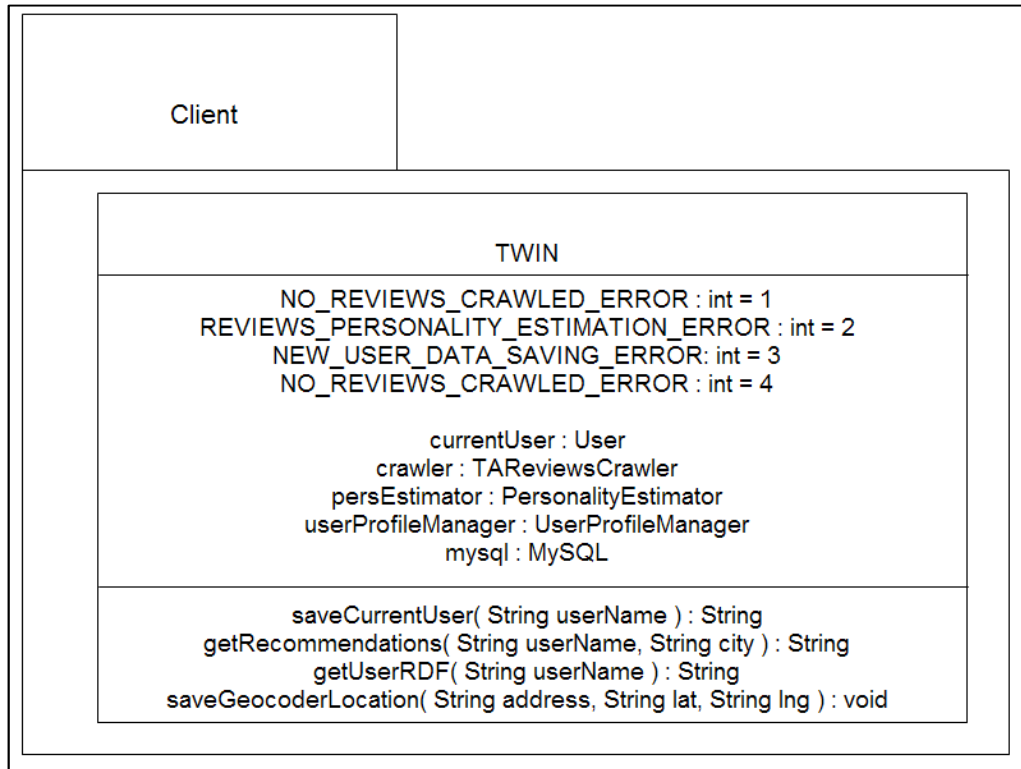 Client
TWIN
NO_REVIEWS_CRAWLED_ERROR : int = 1
REVIEWS_PERSONALITY_ESTIMATION_ERROR : int = 2
NEW_USER_DATA_SAVING_ERROR: int = 3
NO_REVIEWS_CRAWLED_ERROR : int = 4
currentUser : User
crawler : TAReviewsCrawler
persEstimator : PersonalityEstimator
userProfileManager : UserProfileManager
mysql : MySQL
saveCurrentUser( String userName ) : String
getRecommendations( String userName, String city ) : String
getUserRDF( String userName ) : String
saveGeocoderLocation( String address, String lat, String lng ) : void